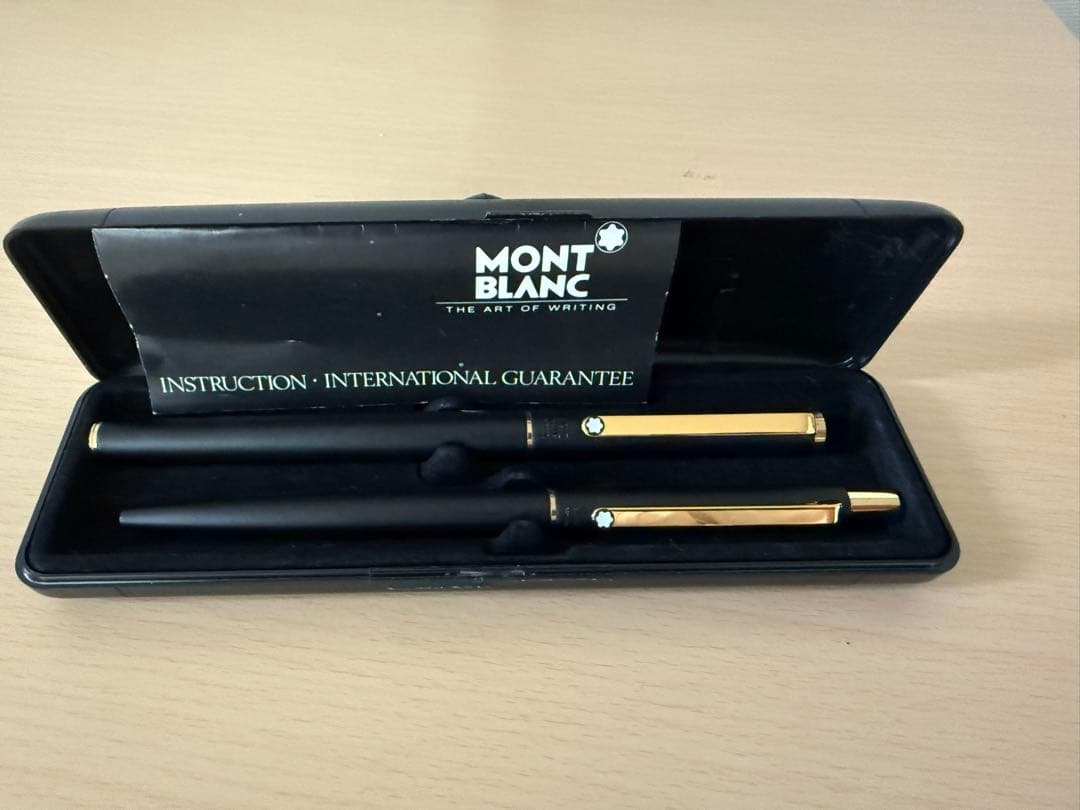 MONT
BLANC
THE ART OF WRITING
INSTRUCTION · INTERNATIONAL GUARANTEE